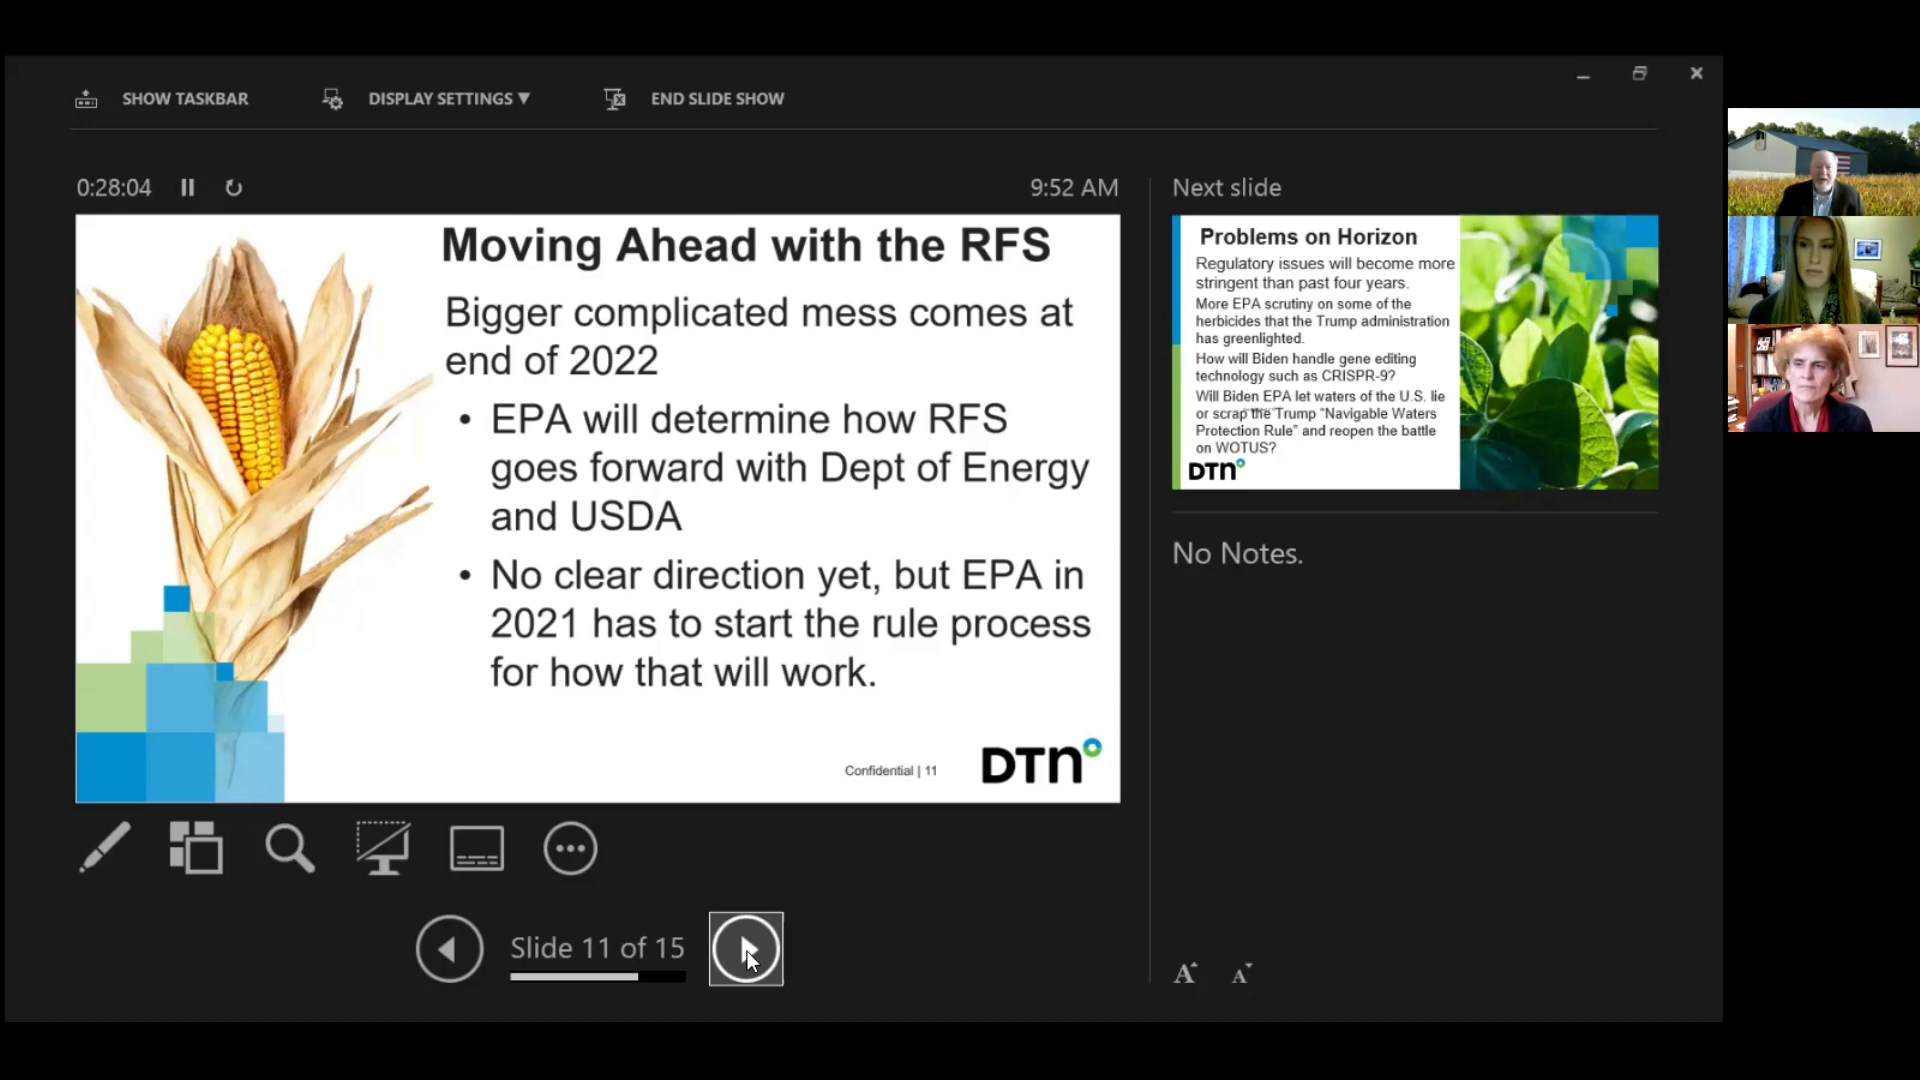 SHOW TASKBAR
DISPLAY SETTINGS ▼
END SLIDE SHOW
0:28:04
9:52 AM
Moving Ahead with the RFS
Bigger complicated mess comes at
end of 2022
• EPA will determine how RFS
goes forward with Dept of Energy
and USDA
• No clear direction yet, but EPA in
2021 has to start the rule process
for how that will work.
Confidential | 11
DTN
Next slide
Problems on Horizon
Regulatory issues will become more
stringent than past four years.
More EPA scrutiny on some of the
herbicides that the Trump administration
has greenlighted.
How will Biden handle gene editing
technology such as CRISPR-9?
Will Biden EPA let waters of the U.S. lie
or scrap the Trump "Navigable Waters
Protection Rule" and reopen the battle
on WOTUS?
DTN
No Notes.
Slide 11 of 15
A A